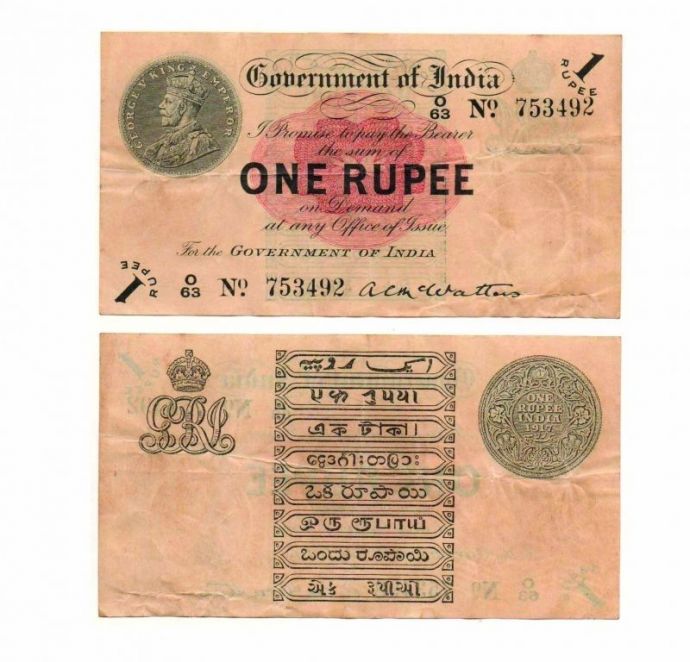 GEORGE V KING EMPEROR
Government of India
1 RUPEE
O/63 Nº 753492
I Promise to pay the Bearer
the sum of
ONE RUPEE
on Demand
at any Office of Issue
For the GOVERNMENT OF INDIA
1 RUPEE
O/63 Nº 753492 A C McWatters
GRI
ایک روپیہ
एक रुपया
এক টাকা
ඉ
ఒక రూపాయి
ஒரு ரூபாய்
ಒಂದು ರೂಪಾಯಿ
એક રૂપીઓ
ONE
RUPEE
INDIA
1917